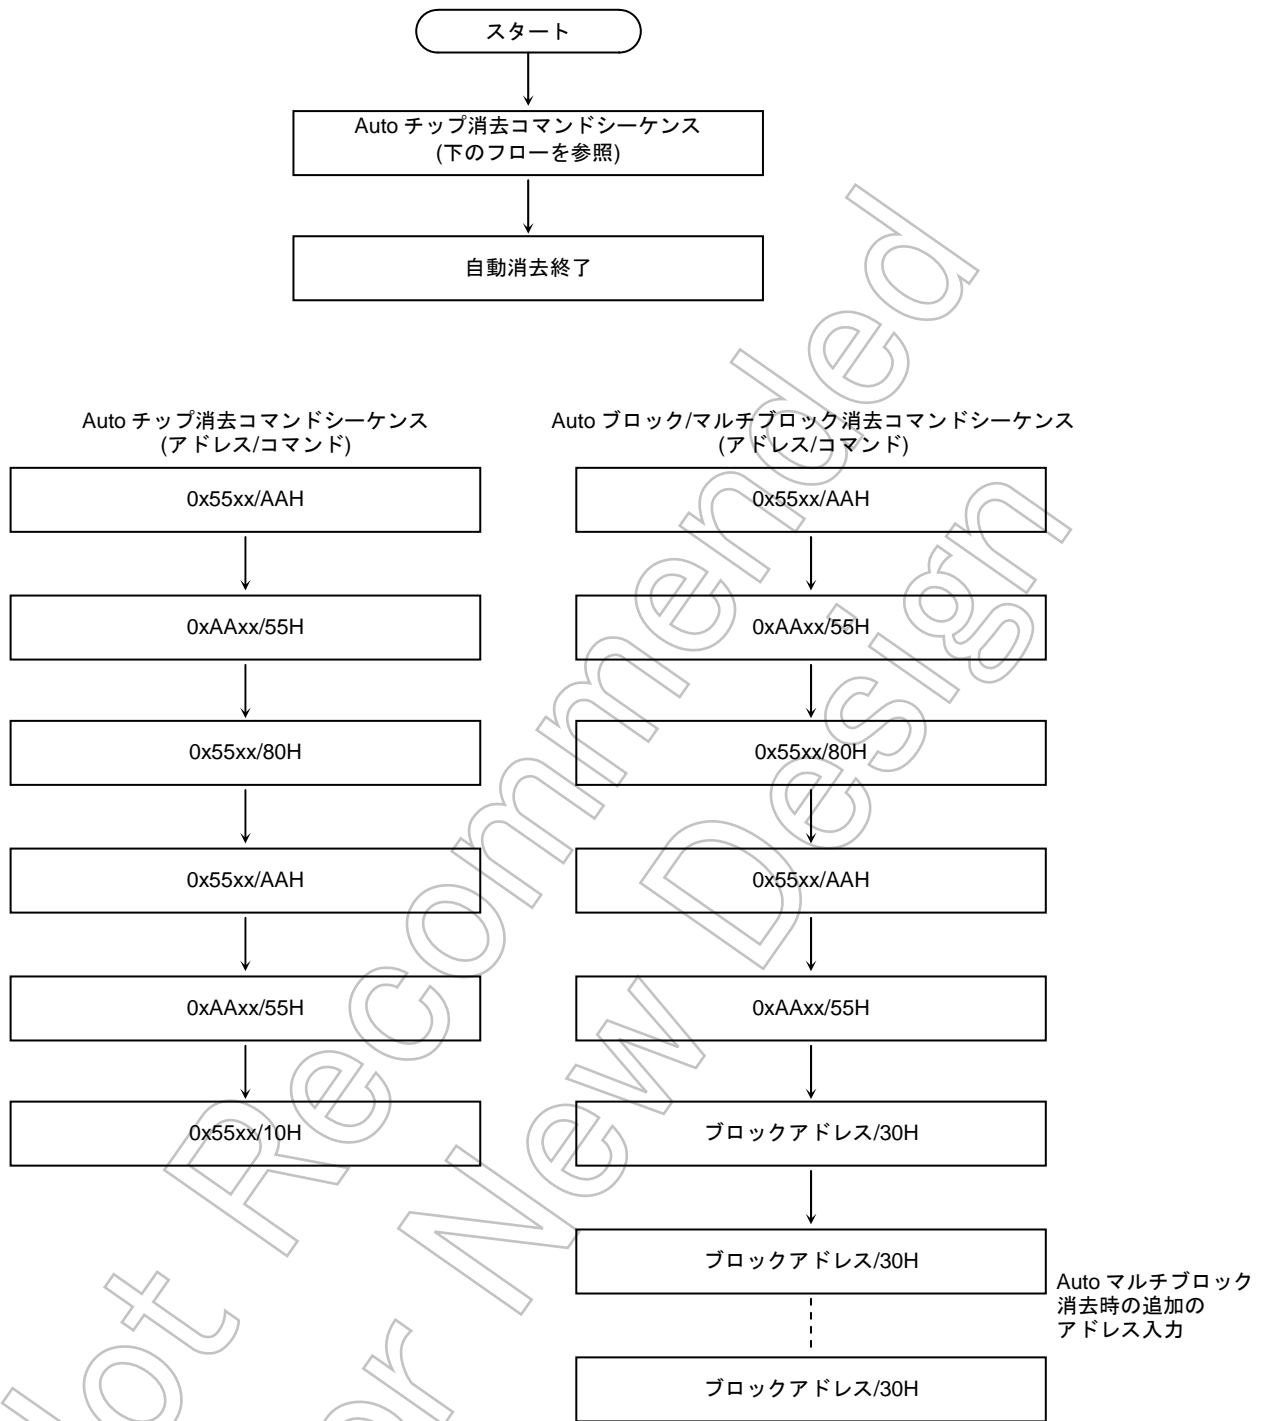 スタート
Auto チップ消去コマンドシーケンス
(下のフローを参照)
自動消去終了
Auto チップ消去コマンドシーケンス
(アドレス/コマンド)
0x55xx/AAH
0xAAxx/55H
0x55xx/80H
0x55xx/AAH
0xAAxx/55H
0x55xx/10H
Auto ブロック/マルチブロック消去コマンドシーケンス
(アドレス/コマンド)
0x55xx/AAH
0xAAxx/55H
0x55xx/80H
0x55xx/AAH
0xAAxx/55H
ブロックアドレス/30H
ブロックアドレス/30H
ブロックアドレス/30H
Auto マルチブロック
消去時の追加の
アドレス入力
Not Recommended
for New Design